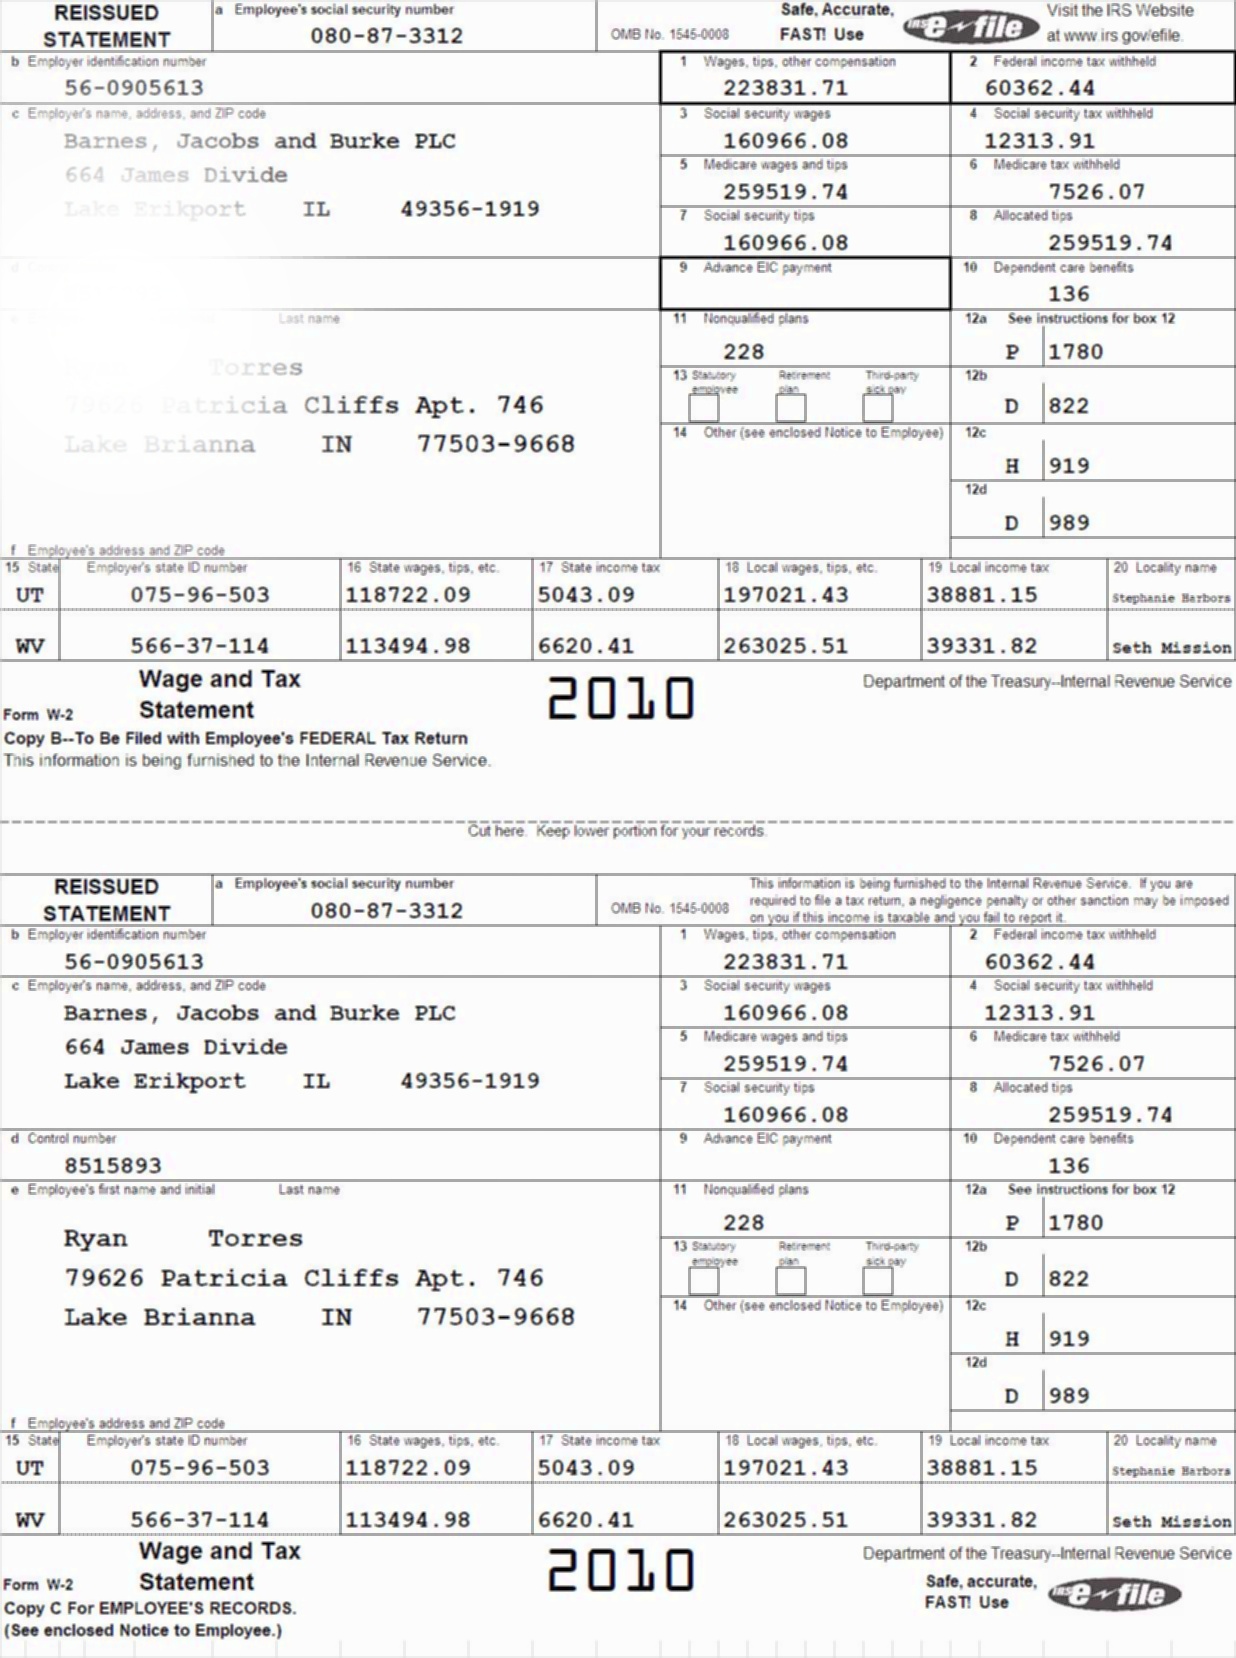 REISSUED STATEMENT
a Employee's social security number
080-87-3312
OMB No. 1545-0008
Safe, Accurate, FAST! Use
IRS e-file
Visit the IRS Website at www.irs gov/efile.
b Employer identification number
56-0905613
1 Wages, tips, other compensation
223831.71
2 Federal income tax withheld
60362.44
c Employer's name, address, and ZIP code
Barnes, Jacobs and Burke PLC
664 James Divide
Lake Erikport IL 49356-1919
3 Social security wages
160966.08
4 Social security tax withheld
12313.91
5 Medicare wages and tips
259519.74
6 Medicare tax withheld
7526.07
7 Social security tips
160966.08
8 Allocated tips
259519.74
9 Advance EIC payment
10 Dependent care benefits
136
Last name
Torres
79626 Patricia Cliffs Apt. 746
Lake Brianna IN 77503-9668
11 Nonqualified plans
228
12a See instructions for box 12
P 1780
13 Statutory employee
Retirement plan
Third-party sick pay
12b
D 822
14 Other (see enclosed Notice to Employee)
12c
H 919
12d
D 989
f Employee's address and ZIP code
15 State
Employer's state ID number
16 State wages, tips, etc.
17 State income tax
18 Local wages, tips, etc.
19 Local income tax
20 Locality name
UT 075-96-503 118722.09 5043.09 197021.43 38881.15 Stephanie Harbors
WV 566-37-114 113494.98 6620.41 263025.51 39331.82 Seth Mission
Form W-2
Wage and Tax Statement
2010
Department of the Treasury--Internal Revenue Service
Copy B--To Be Filed with Employee's FEDERAL Tax Return
This information is being furnished to the Internal Revenue Service.
Cut here. Keep lower portion for your records.
REISSUED STATEMENT
a Employee's social security number
080-87-3312
OMB No. 1545-0008
This information is being furnished to the Internal Revenue Service. If you are
required to file a tax return, a negligence penalty or other sanction may be imposed
on you if this income is taxable and you fail to report it.
b Employer identification number
56-0905613
1 Wages, tips, other compensation
223831.71
2 Federal income tax withheld
60362.44
c Employer's name, address, and ZIP code
Barnes, Jacobs and Burke PLC
664 James Divide
Lake Erikport IL 49356-1919
3 Social security wages
160966.08
4 Social security tax withheld
12313.91
5 Medicare wages and tips
259519.74
6 Medicare tax withheld
7526.07
7 Social security tips
160966.08
8 Allocated tips
259519.74
d Control number
8515893
9 Advance EIC payment
10 Dependent care benefits
136
e Employee's first name and initial
Last name
Ryan Torres
79626 Patricia Cliffs Apt. 746
Lake Brianna IN 77503-9668
11 Nonqualified plans
228
12a See instructions for box 12
P 1780
13 Statutory employee
Retirement plan
Third-party sick pay
12b
D 822
14 Other (see enclosed Notice to Employee)
12c
H 919
12d
D 989
f Employee's address and ZIP code
15 State
Employer's state ID number
16 State wages, tips, etc.
17 State income tax
18 Local wages, tips, etc.
19 Local income tax
20 Locality name
UT 075-96-503 118722.09 5043.09 197021.43 38881.15 Stephanie Harbors
WV 566-37-114 113494.98 6620.41 263025.51 39331.82 Seth Mission
Form W-2
Wage and Tax Statement
2010
Department of the Treasury--Internal Revenue Service
Copy C For EMPLOYEE'S RECORDS.
(See enclosed Notice to Employee.)
Safe, accurate, FAST! Use
IRS e-file